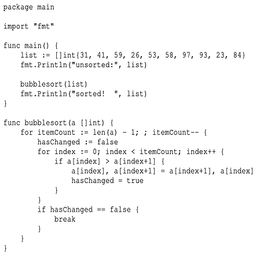 package main

import "fmt"

func main() {
    list := []int{31, 41, 59, 26, 53, 58, 97, 93, 23, 84}
    fmt.Println("unsorted!", list)

    bubblesort(list)
    fmt.Println("sorted!  ", list)
}

func bubblesort(a []int) {
    for itemCount := len(a) - 1; ; itemCount-- {
        hasChanged := false
        for index := 0; index < itemCount; index++ {
            if a[index] > a[index+1] {
                a[index], a[index+1] = a[index+1], a[index]
                hasChanged = true
            }
        }
        if hasChanged == false {
            break
        }
    }
}